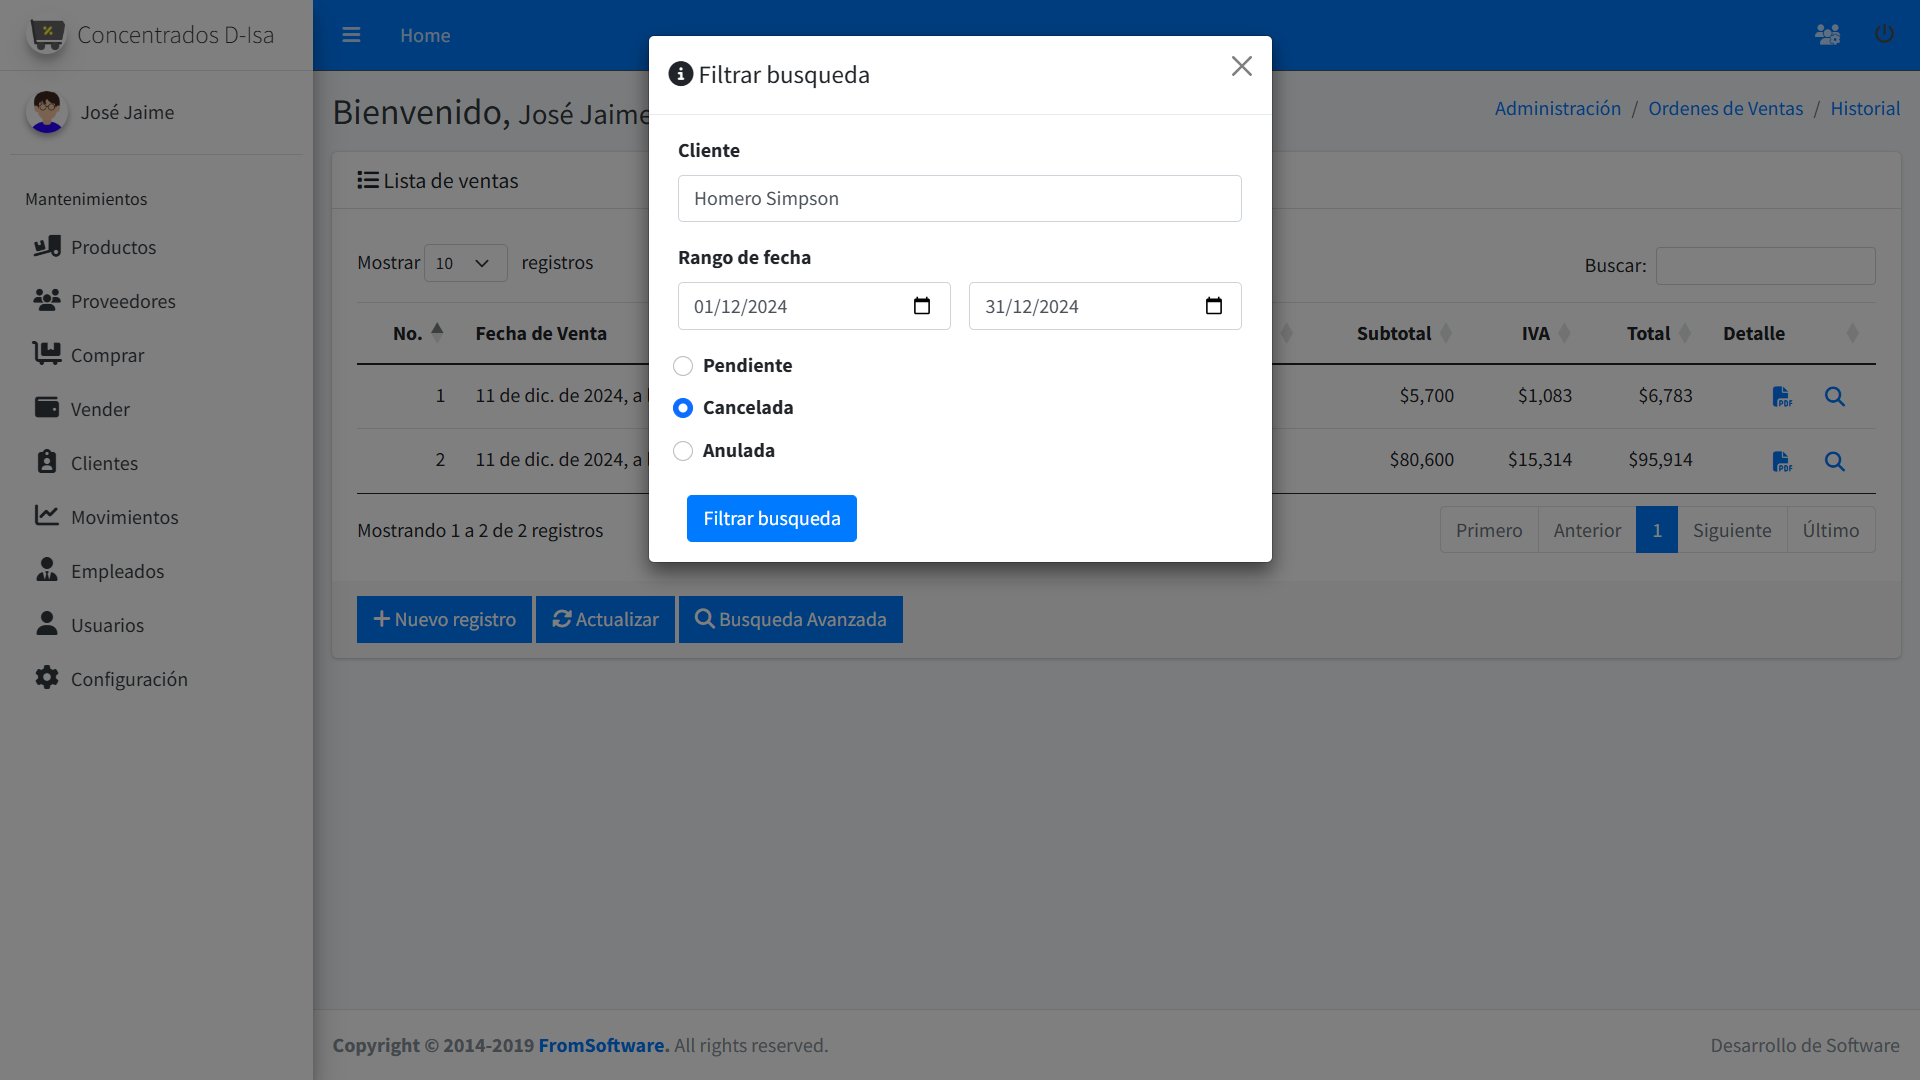 Concentrados D-Isa
Home
José Jaime
Mantenimientos
Productos
Proveedores
Comprar
Vender
Clientes
Movimientos
Empleados
Usuarios
Configuración
Bienvenido, José Jaime
Administración / Ordenes de Ventas / Historial
Lista de ventas
Mostrar 10 registros
Buscar:
No. Fecha de Venta Subtotal IVA Total Detalle
1 11 de dic. de 2024, a $5,700 $1,083 $6,783 PDF
2 11 de dic. de 2024, a $80,600 $15,314 $95,914 PDF
Mostrando 1 a 2 de 2 registros
Primero Anterior 1 Siguiente Último
Nuevo registro Actualizar Busqueda Avanzada
Filtrar busqueda
Cliente
Homero Simpson
Rango de fecha
01/12/2024 31/12/2024
Pendiente
Cancelada
Anulada
Filtrar busqueda
Copyright © 2014-2019 FromSoftware. All rights reserved.
Desarrollo de Software